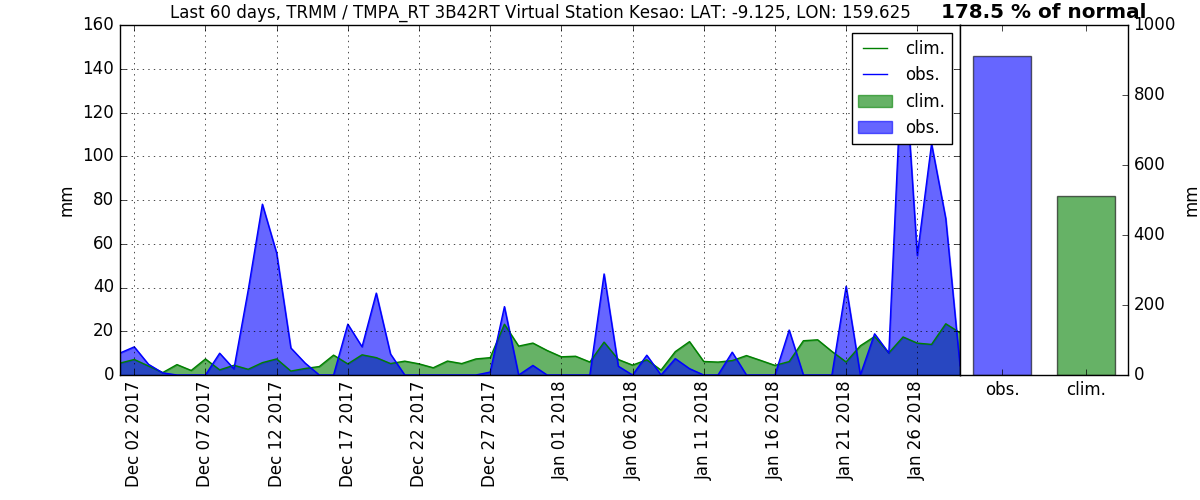 Last 60 days, TRMM / TMPA_RT 3B42RT Virtual Station Kesao: LAT: -9.125, LON: 159.625
178.5 % of normal
160
140
120
100
80
60
40
20
0
mm
clim.
obs.
clim.
obs.
1000
800
600
400
200
0
mm
Dec 02 2017
Dec 07 2017
Dec 12 2017
Dec 17 2017
Dec 22 2017
Dec 27 2017
Jan 01 2018
Jan 06 2018
Jan 11 2018
Jan 16 2018
Jan 21 2018
Jan 26 2018
obs.
clim.